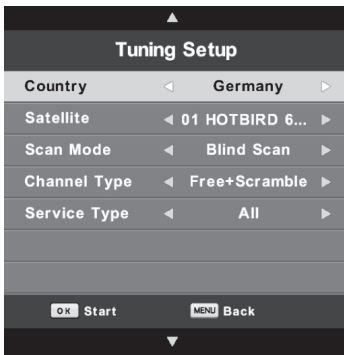 Tuning Setup
Country Germany
Satellite 01 HOTBIRD 6...
Scan Mode Blind Scan
Channel Type Free+Scramble
Service Type All
OK Start MENU Back